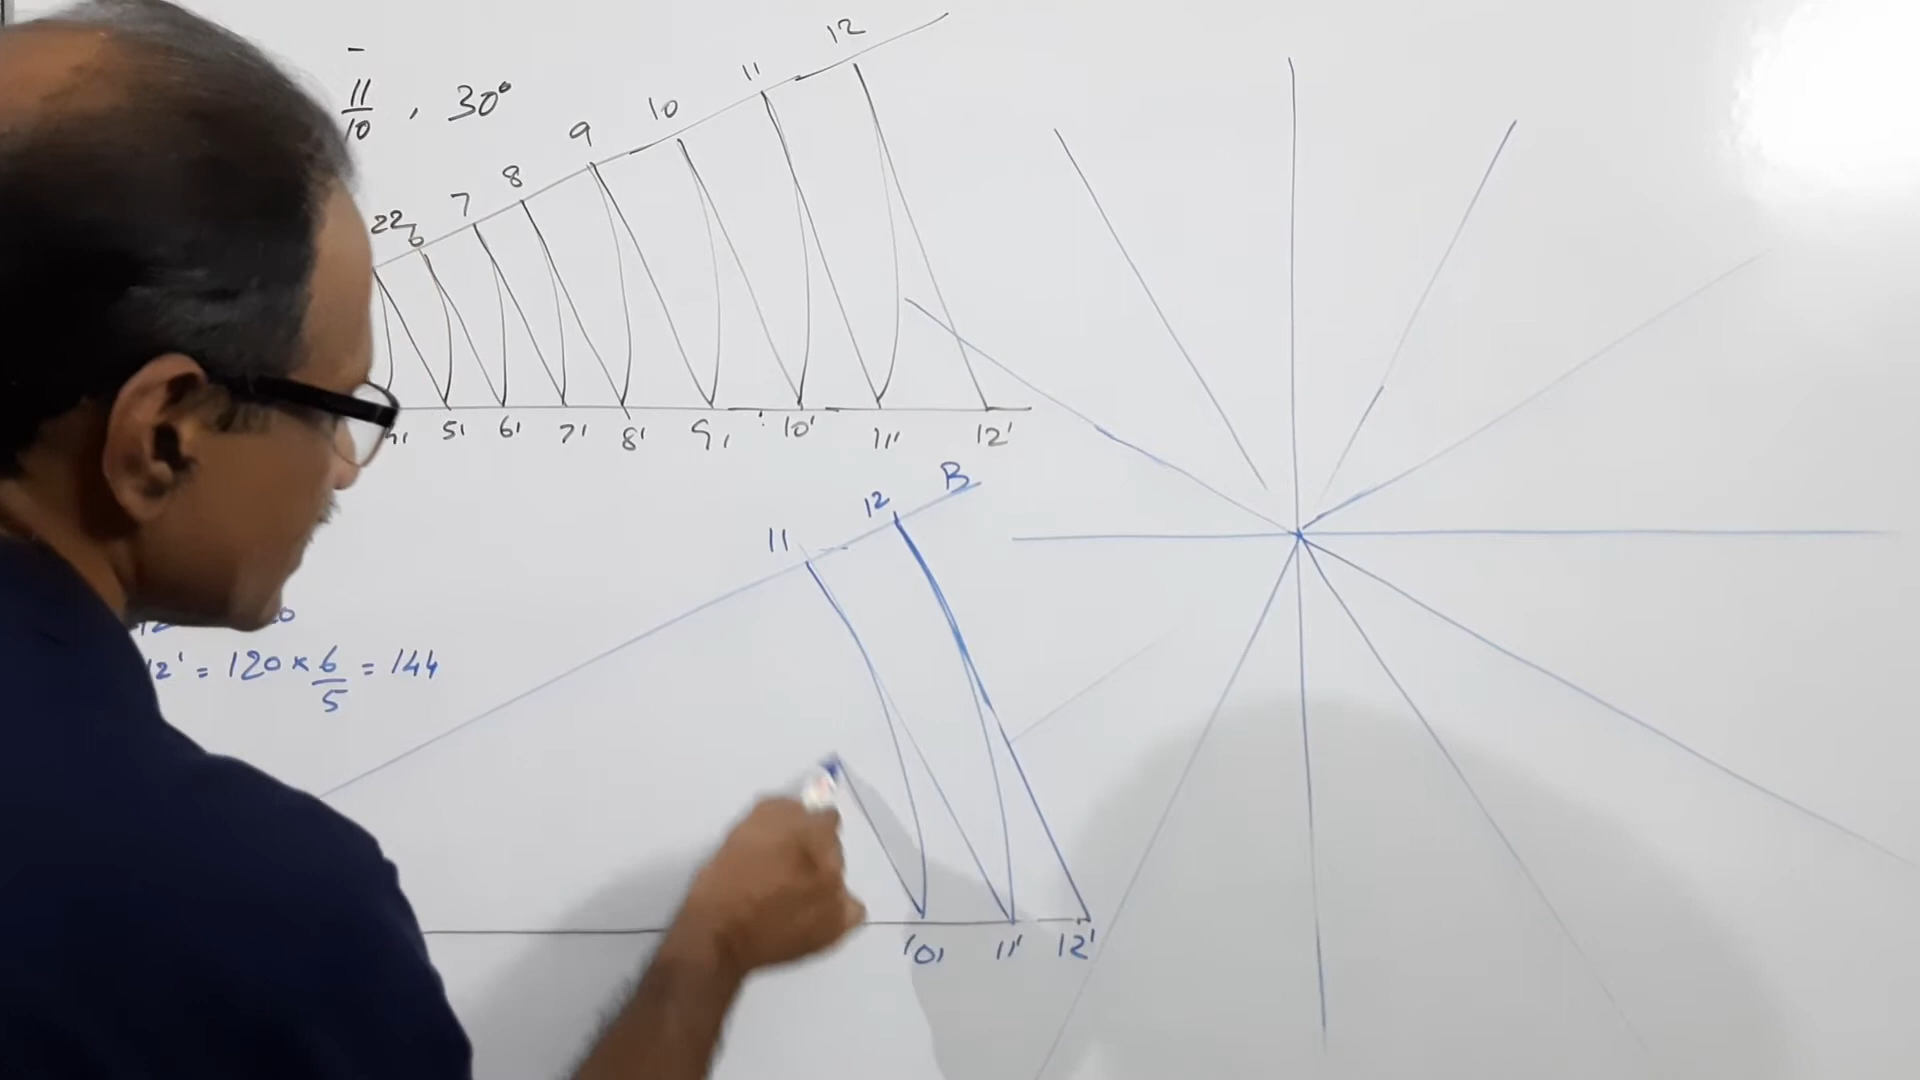 11/10 , 30°
22
6 7 8 9 10 11 12
5' 6' 7' 8' 9' 10' 11' 12'
B
11 12
12' = 120 × 6/5 = 144
10' 11' 12'